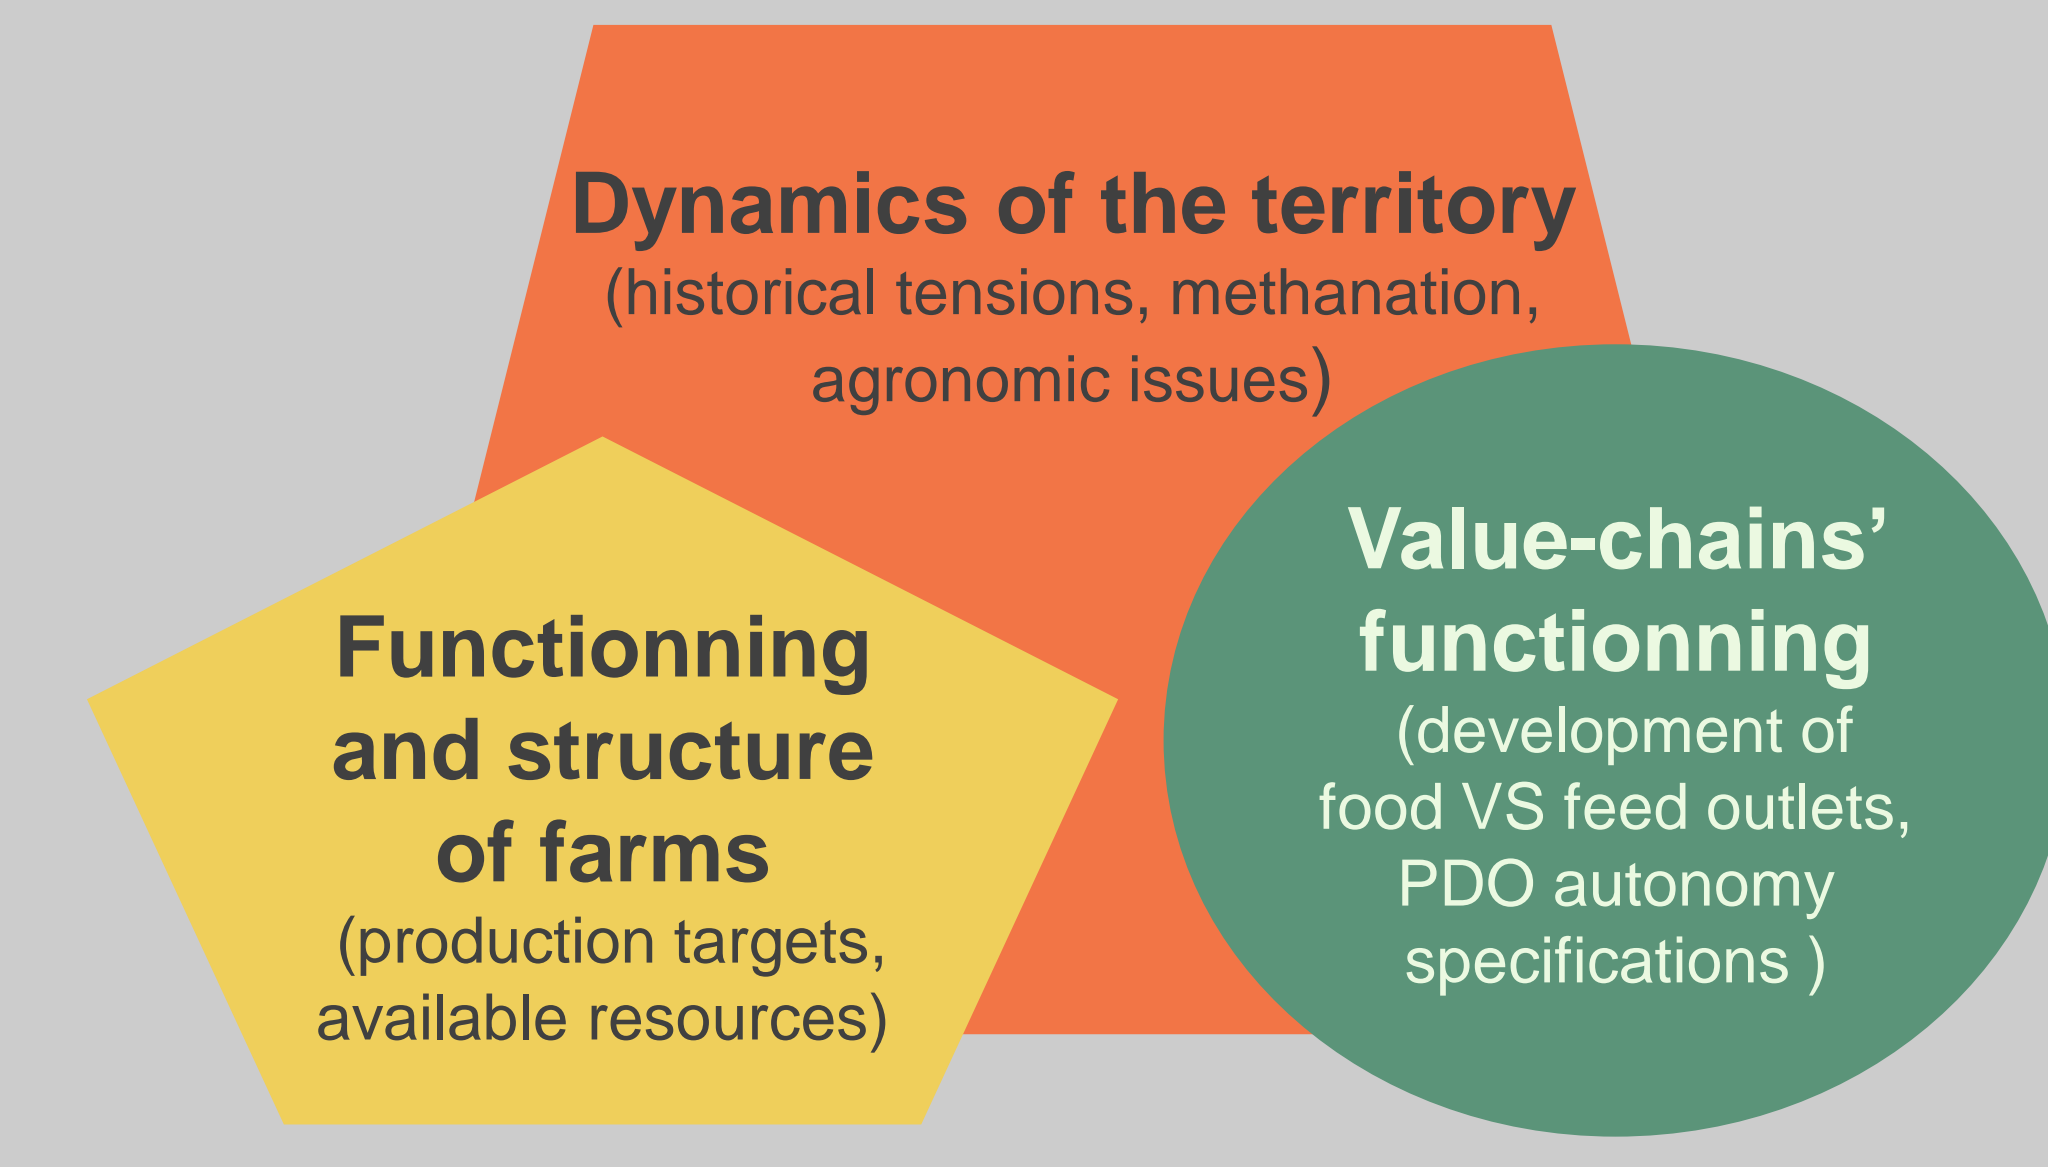 Dynamics of the territory
(historical tensions, methanation,
agronomic issues)
Functionning
and structure
of farms
(production targets,
available resources)
Value-chains’
functionning
(development of
food VS feed outlets,
PDO autonomy
specifications )